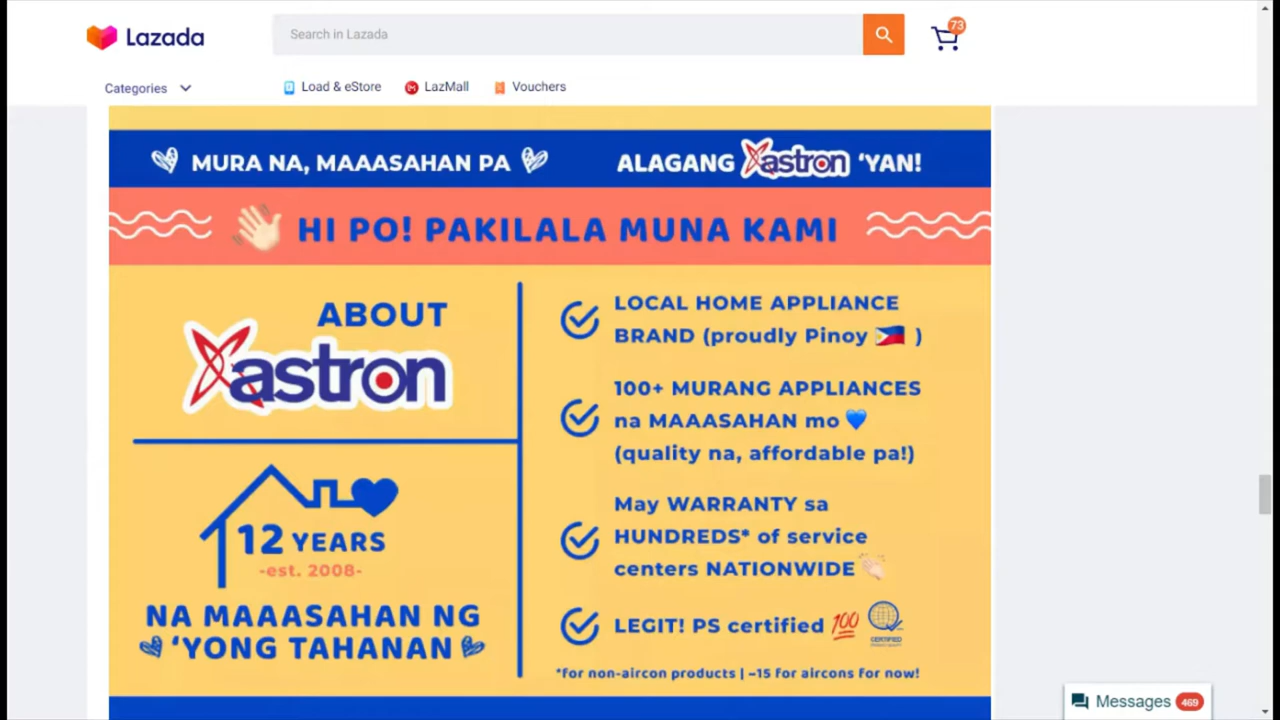 Lazada
Search in Lazada
73
Categories
Load & eStore
LazMall
Vouchers
MURA NA, MAAASAHAN PA
ALAGANG astron 'YAN!
HI PO! PAKILALA MUNA KAMI
ABOUT
astron
12 YEARS
-est. 2008-
NA MAAASAHAN NG
'YONG TAHANAN
LOCAL HOME APPLIANCE
BRAND (proudly Pinoy 🇵🇭 )
100+ MURANG APPLIANCES
na MAAASAHAN mo 💙
(quality na, affordable pa!)
May WARRANTY sa
HUNDREDS* of service
centers NATIONWIDE 👏🏻
LEGIT! PS certified 💯
CERTIFIED
*for non-aircon products | ~15 for aircons for now!
Messages 469